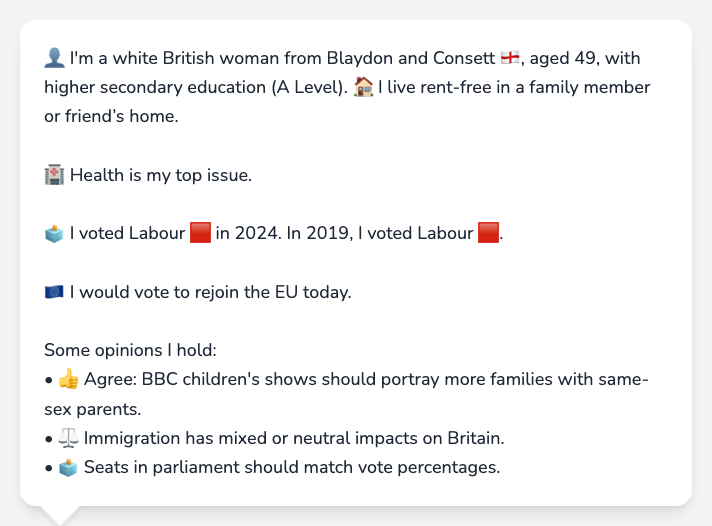 👤 I'm a white British woman from Blaydon and Consett 🏴󠁧󠁢󠁥󠁮󠁧󠁿, aged 49, with
higher secondary education (A Level). 🏠 I live rent-free in a family member
or friend’s home.
🏥 Health is my top issue.
🗳️ I voted Labour 🟥 in 2024. In 2019, I voted Labour 🟥.
🇪🇺 I would vote to rejoin the EU today.
Some opinions I hold:
• 👍 Agree: BBC children's shows should portray more families with same-
sex parents.
• ⚖️ Immigration has mixed or neutral impacts on Britain.
• 🗳️ Seats in parliament should match vote percentages.